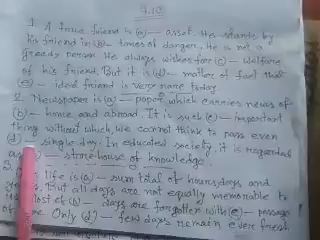 1. A true friend is (a) — asset. He stands by
his friend in (b) — times of danger. He is not a
greedy person. He always wishes for (c) — welfare
of his friend. But it is (d) — matter of fact that
(e) — ideal friend is very rare today.
2. Newspaper is (a) — paper which carries news of
(b) — home and abroad. It is such (c) — important
thing without which, we cannot think to pass even
(d) — single day. In educated society, it is regarded
as — store house of knowledge.
life is (a) — sum total of hours, days and
But all days are not equally memorable to
of (b) — days are forgotten with (c) — passage
Only (d) — few days remain ever fresh